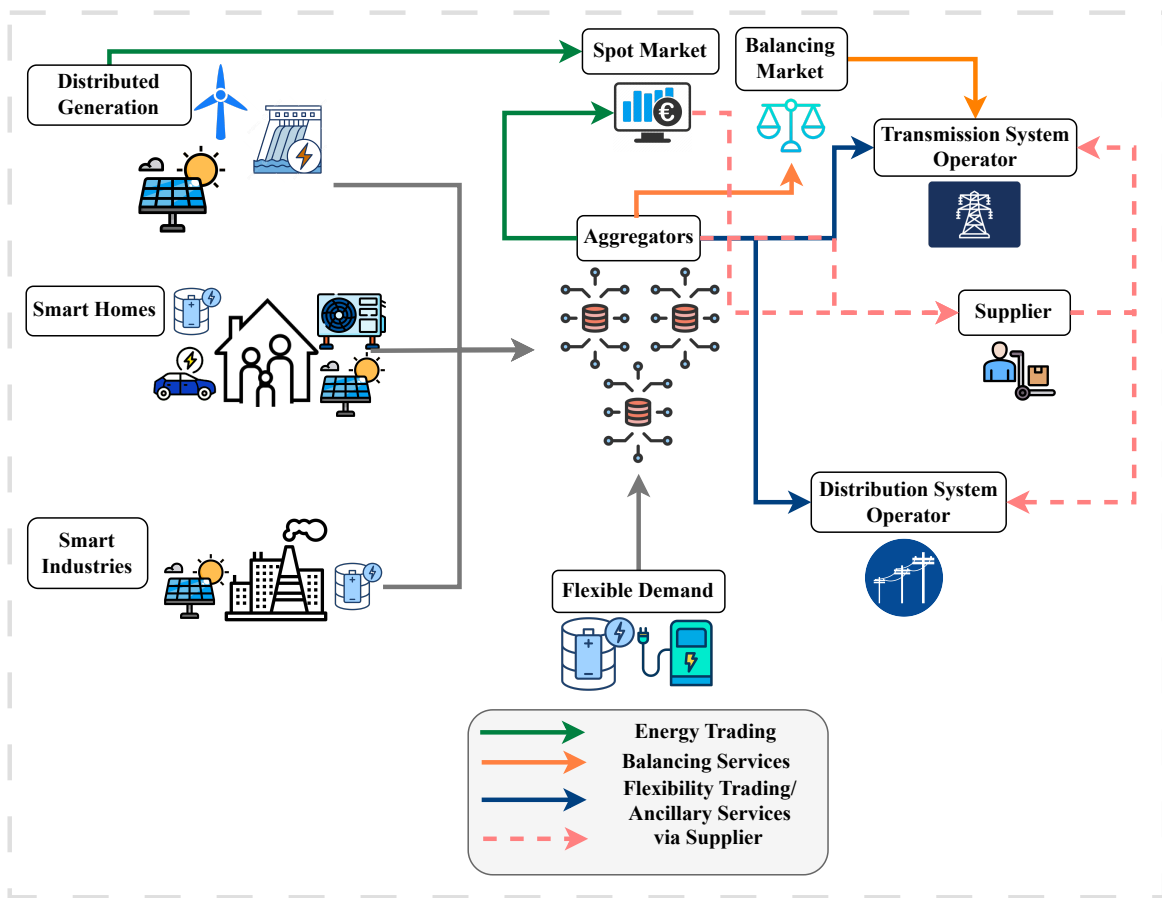 Spot Market
Balancing
Market
Distributed
Generation
€
Transmission System
Operator
Aggregators
Smart Homes
Supplier
Distribution System
Operator
Smart
Industries
Flexible Demand
Energy Trading
Balancing Services
Flexibility Trading/
Ancillary Services
via Supplier